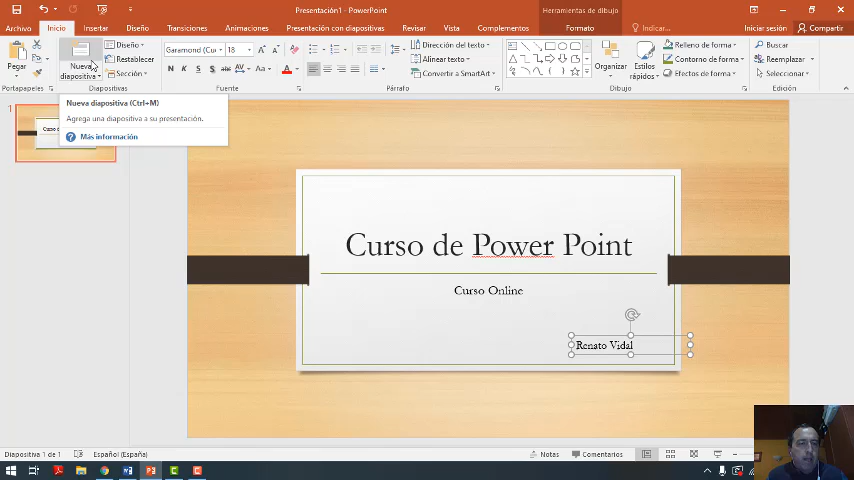 Presentación1 - PowerPoint
Herramientas de dibujo
Archivo Inicio Insertar Diseño Transiciones Animaciones Presentación con diapositivas Revisar Vista Complementos Formato Indicar... Iniciar sesión Compartir
Pegar
Nueva diapositiva
Diseño
Restablecer
Sección
Garamond (Cu 18
N K S S abc AV Aa A
Dirección del texto
Alinear texto
Convertir a SmartArt
Organizar
Estilos rápidos
Relleno de forma
Contorno de forma
Efectos de forma
Buscar
Reemplazar
Seleccionar
Portapapeles Diapositivas Fuente Párrafo Dibujo Edición
Nueva diapositiva (Ctrl+M)
Agrega una diapositiva a su presentación.
Más información
1
Curso de Power Point
Curso Online
Renato Vidal
Diapositiva 1 de 1 Español (España) Notas Comentarios